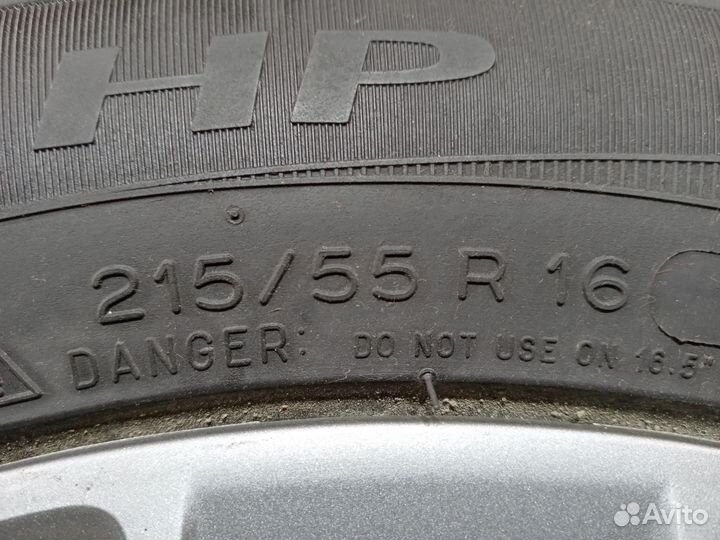 HP
215/55 R 16
DANGER: DO NOT USE ON 16.5"
Avito